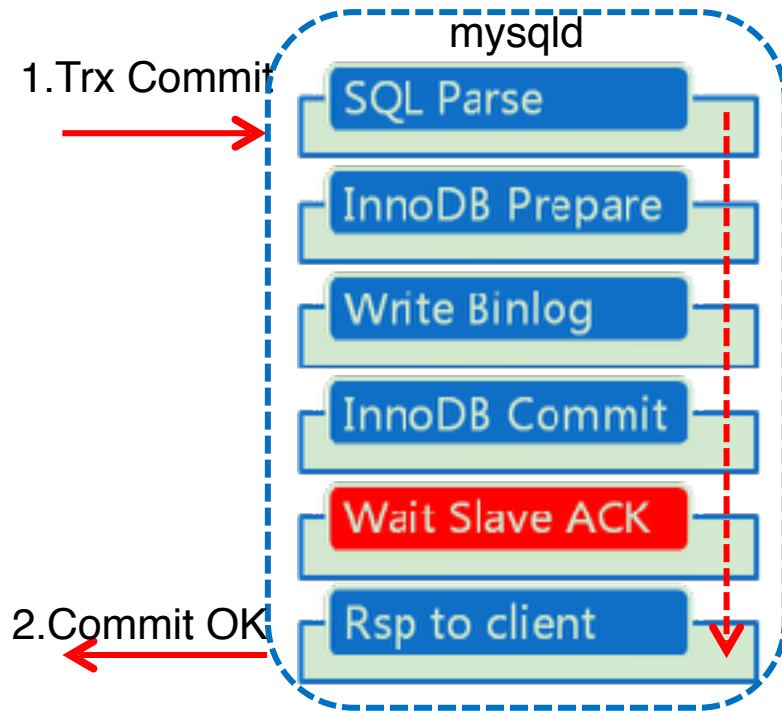 mysqld
1.Trx Commit
SQL Parse
InnoDB Prepare
Write Binlog
InnoDB Commit
Wait Slave ACK
2.Commit OK
Rsp to client